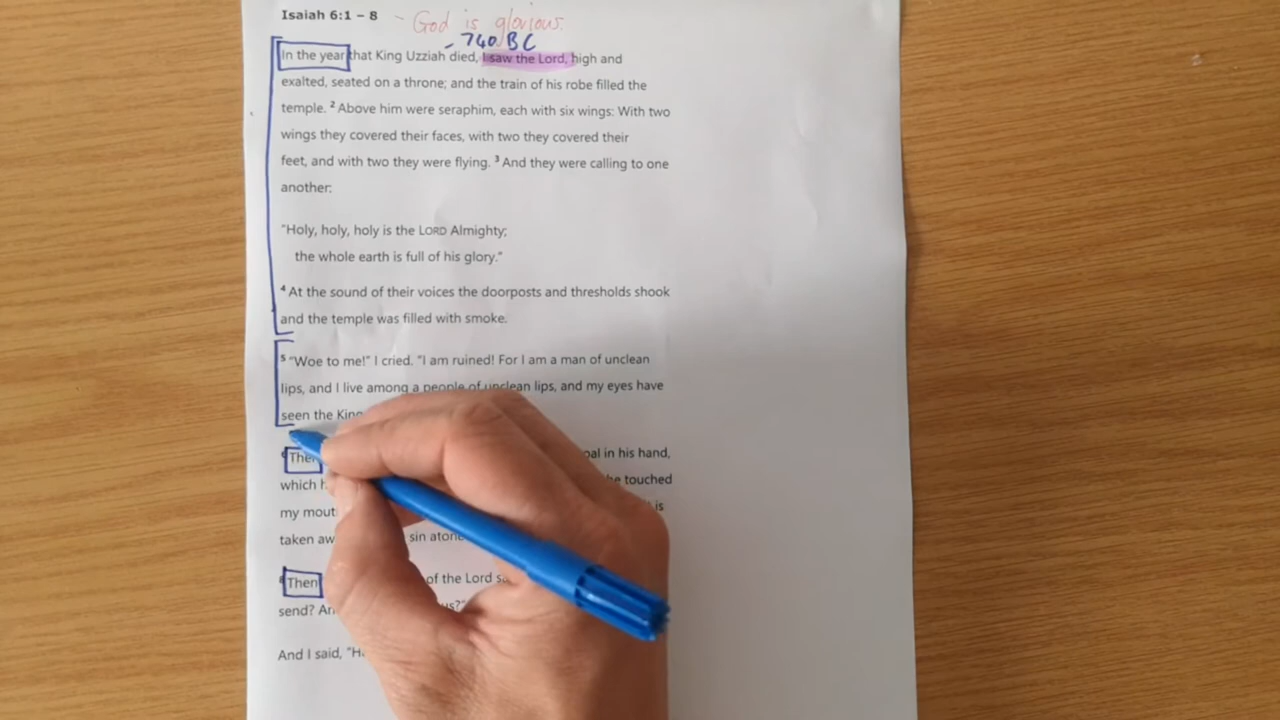 Isaiah 6:1 – 8 - God is glorious.
- 740 BC
In the year that King Uzziah died, I saw the Lord, high and
exalted, seated on a throne; and the train of his robe filled the
temple. 2 Above him were seraphim, each with six wings: With two
wings they covered their faces, with two they covered their
feet, and with two they were flying. 3 And they were calling to one
another:
“Holy, holy, holy is the LORD Almighty;
the whole earth is full of his glory.”
4 At the sound of their voices the doorposts and thresholds shook
and the temple was filled with smoke.
5 “Woe to me!” I cried. “I am ruined! For I am a man of unclean
lips, and I live among a people of unclean lips, and my eyes have
seen the King
in his hand,
which touched
my is
taken sin
8 Then of the Lord
send?
And I said,